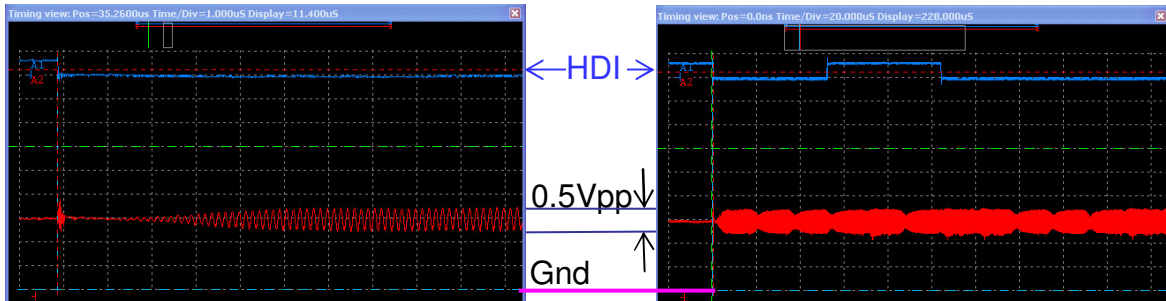 Timing view: Pos=35.2600us Time/Div=1.000uS Display=11.400uS
Timing view: Pos=0.0ns Time/Div=20.000uS Display=228.000uS
A1
A2
HDI
A1
A2
0.5Vpp
Gnd